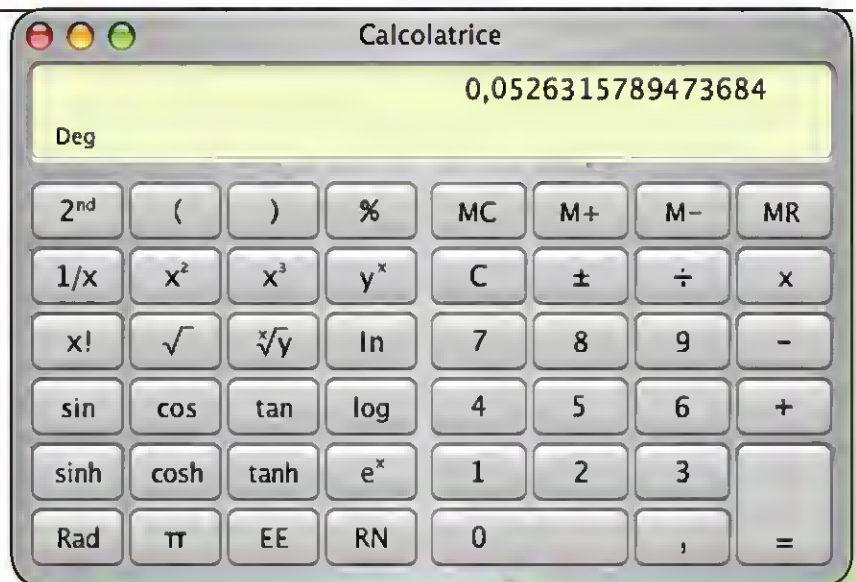 Calcolatrice
0,0526315789473684
Deg
2ⁿᵈ ( ) % MC M+ M− MR
1/x x² x³ yˣ C ± ÷ x
x! √ ˣ√y ln 7 8 9 −
sin cos tan log 4 5 6 +
sinh cosh tanh eˣ 1 2 3
Rad π EE RN 0 , =